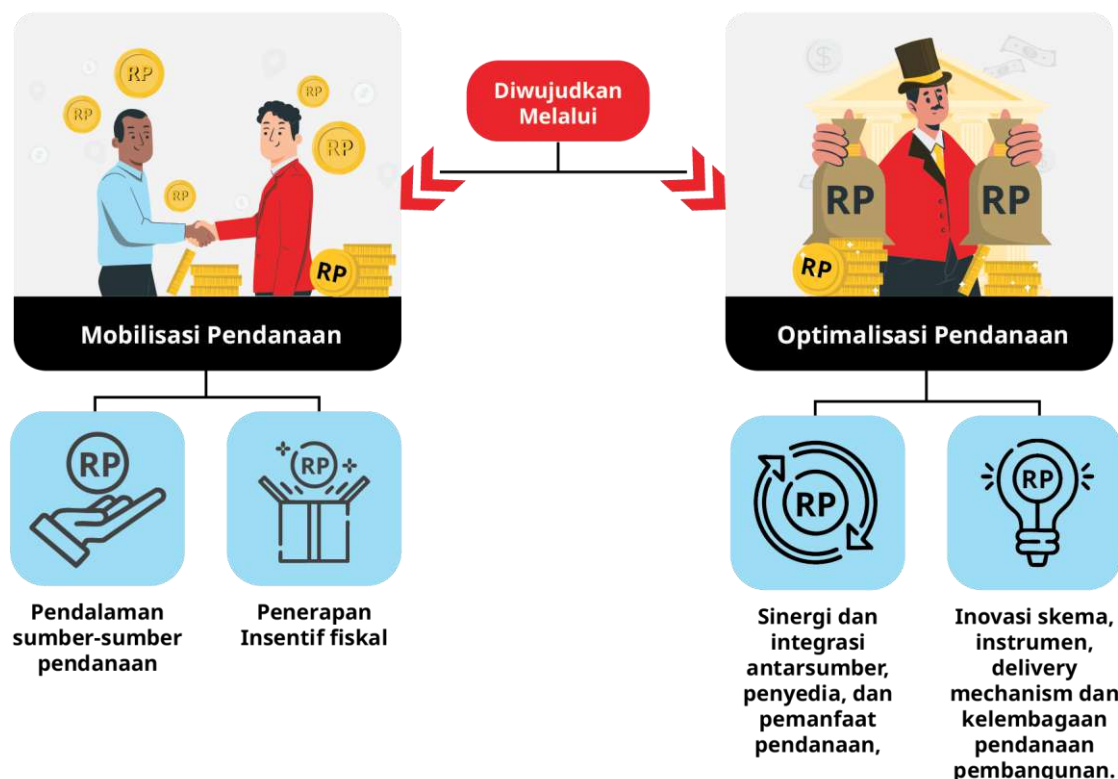 Diwujudkan
Melalui
RP
RP
RP
RP
RP
Mobilisasi Pendanaan
RP
RP
RP
Optimalisasi Pendanaan
RP
Pendalaman
sumber-sumber
pendanaan
RP
Penerapan
Insentif fiskal
RP
Sinergi dan
integrasi
antarsumber,
penyedia, dan
pemanfaat
pendanaan,
RP
Inovasi skema,
instrumen,
delivery
mechanism dan
kelembagaan
pendanaan
pembangunan.